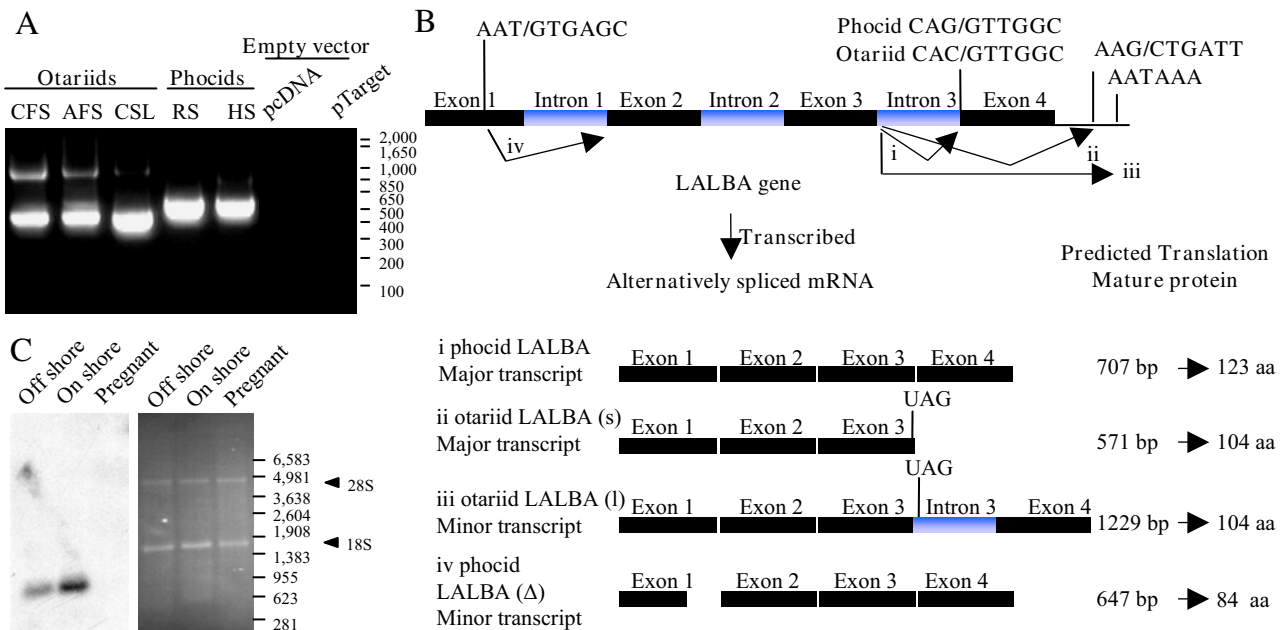 A
Empty vector
Otariids
Phocids
pcDNA
pTarget
CFS AFS CSL RS HS
2,000
1,650
1,000
850
650
500
400
300
200
100
B
AAT/GTGAGC
Phocid CAG/GTTGGC
Otariid CAC/GTTGGC
AAG/CTGATT
AATAAA
Exon 1 Intron 1 Exon 2 Intron 2 Exon 3 Intron 3 Exon 4
iv
i
ii
iii
LALBA gene
Transcribed
Alternatively spliced mRNA
Predicted Translation
Mature protein
i phocid LALBA
Major transcript
Exon 1 Exon 2 Exon 3 Exon 4
707 bp 123 aa
ii otariid LALBA (s)
Major transcript
UAG
Exon 1 Exon 2 Exon 3
571 bp 104 aa
iii otariid LALBA (l)
Minor transcript
UAG
Exon 1 Exon 2 Exon 3 Intron 3 Exon 4
1229 bp 104 aa
iv phocid
LALBA (Δ)
Minor transcript
Exon 1 Exon 2 Exon 3 Exon 4
647 bp 84 aa
C
Off shore
On shore
Pregnant
Off shore
On shore
Pregnant
6,583
4,981
3,638
2,604
1,908
1,383
955
623
281
28S
18S